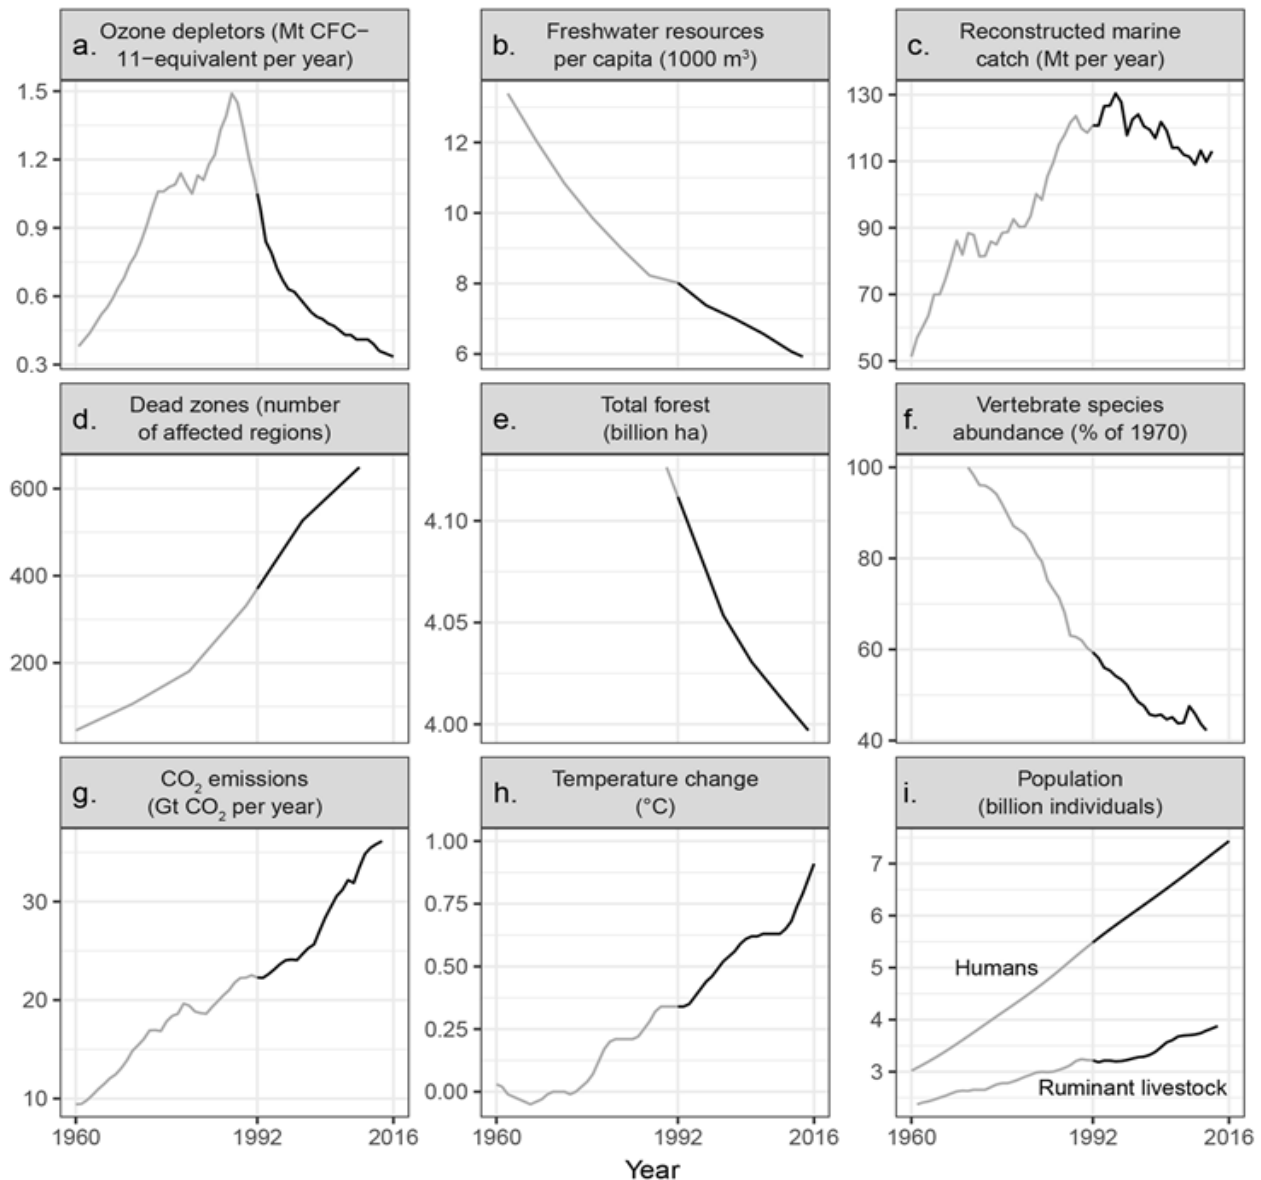 a. Ozone depletors (Mt CFC−
11−equivalent per year)
1.5
1.2
0.9
0.6
0.3
b. Freshwater resources
per capita (1000 m³)
12
10
8
6
c. Reconstructed marine
catch (Mt per year)
130
110
90
70
50
d. Dead zones (number
of affected regions)
600
400
200
e. Total forest
(billion ha)
4.10
4.05
4.00
f. Vertebrate species
abundance (% of 1970)
100
80
60
40
g. CO₂ emissions
(Gt CO₂ per year)
30
20
10
1960 1992 2016
h. Temperature change
(°C)
1.00
0.75
0.50
0.25
0.00
1960 1992 2016
i. Population
(billion individuals)
7
6
5
4
3
Humans
Ruminant livestock
1960 1992 2016
Year